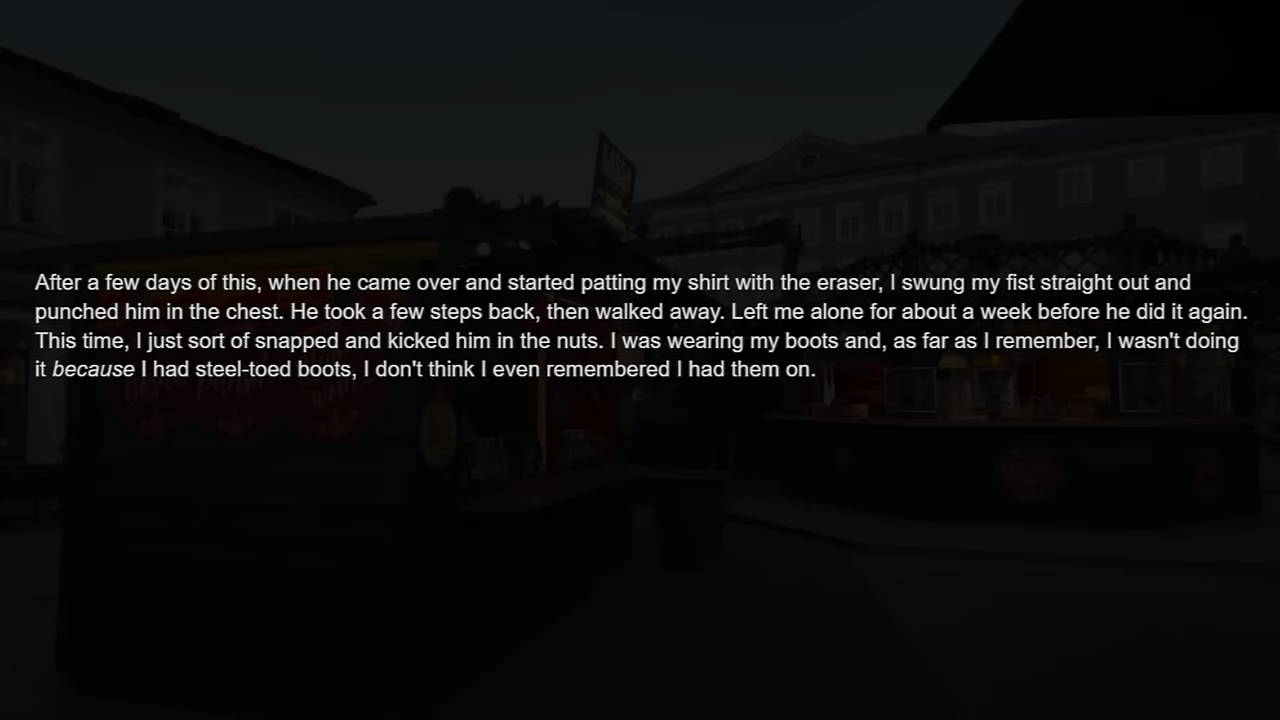 After a few days of this, when he came over and started patting my shirt with the eraser, I swung my fist straight out and
punched him in the chest. He took a few steps back, then walked away. Left me alone for about a week before he did it again.
This time, I just sort of snapped and kicked him in the nuts. I was wearing my boots and, as far as I remember, I wasn't doing
it because I had steel-toed boots, I don't think I even remembered I had them on.